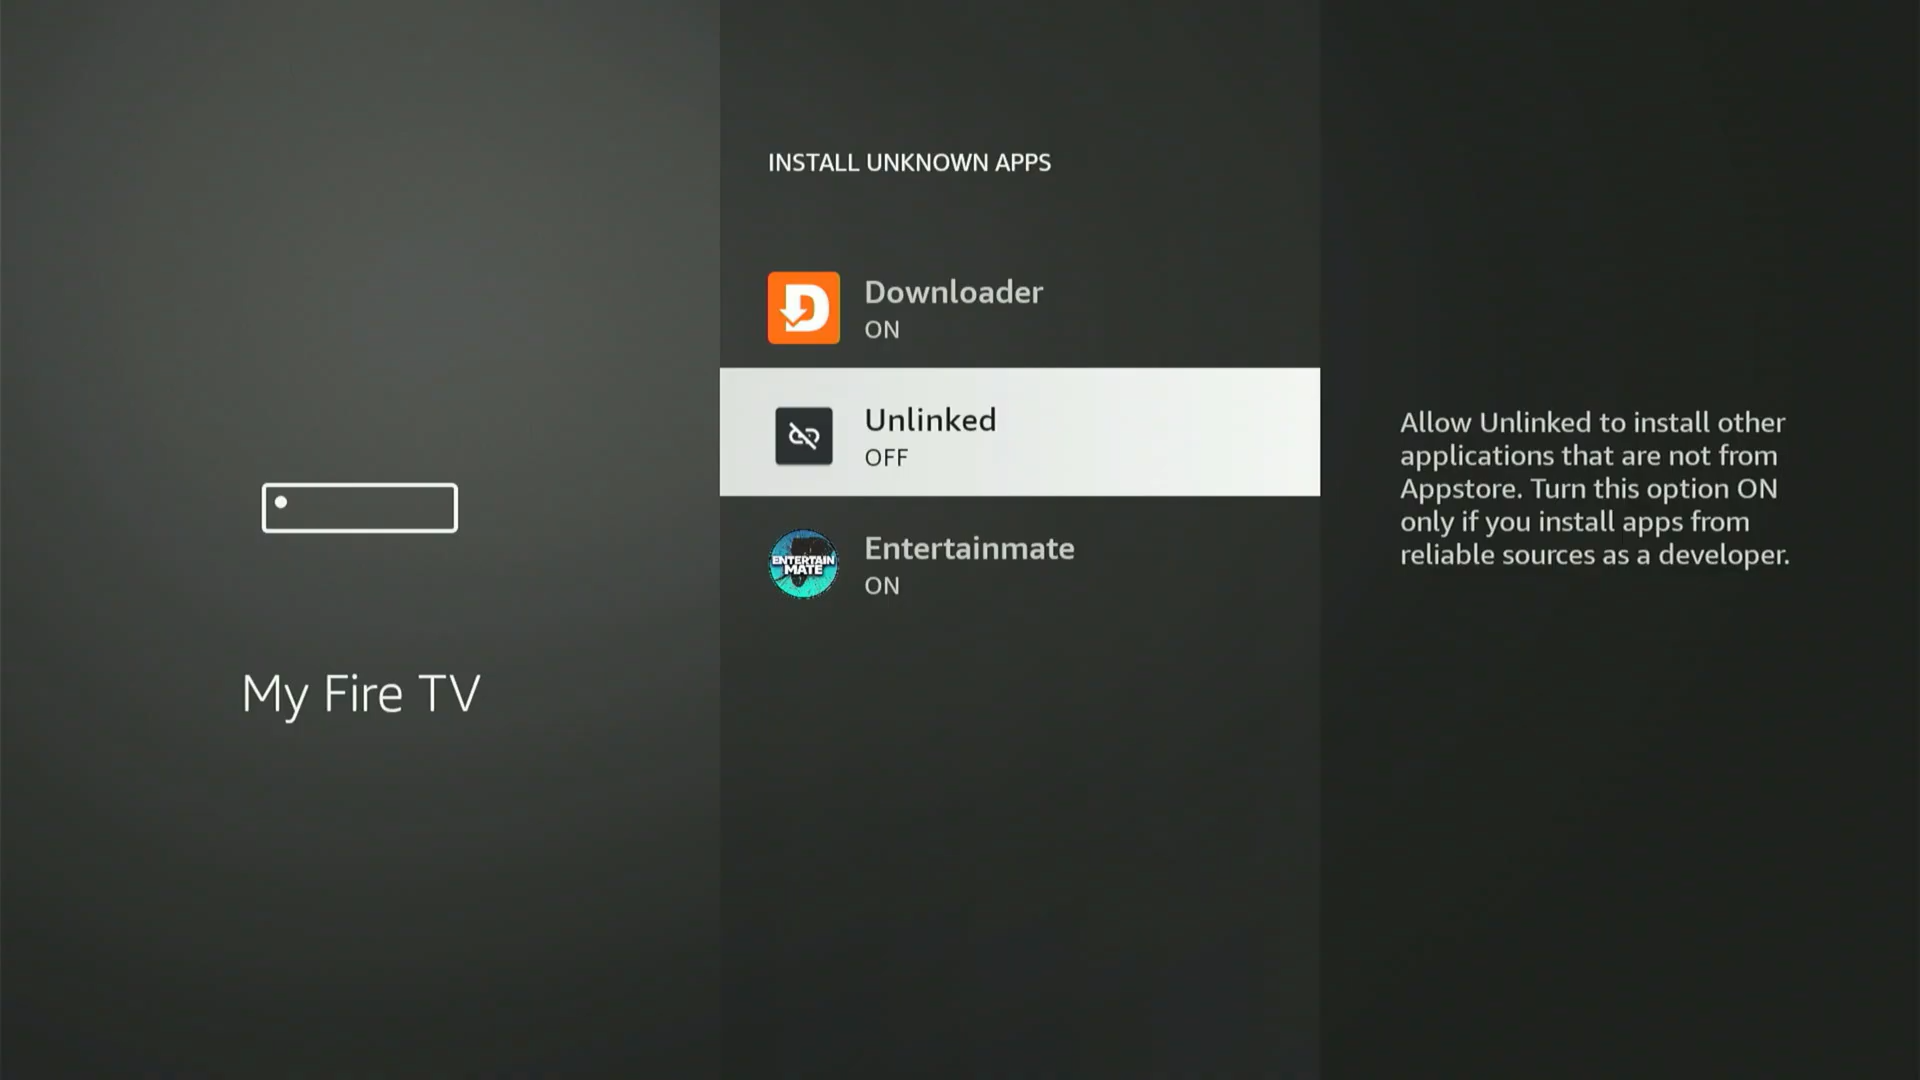 INSTALL UNKNOWN APPS
Downloader
ON
Unlinked
OFF
ENTERTAIN
MATE
Entertainmate
ON
My Fire TV
Allow Unlinked to install other
applications that are not from
Appstore. Turn this option ON
only if you install apps from
reliable sources as a developer.